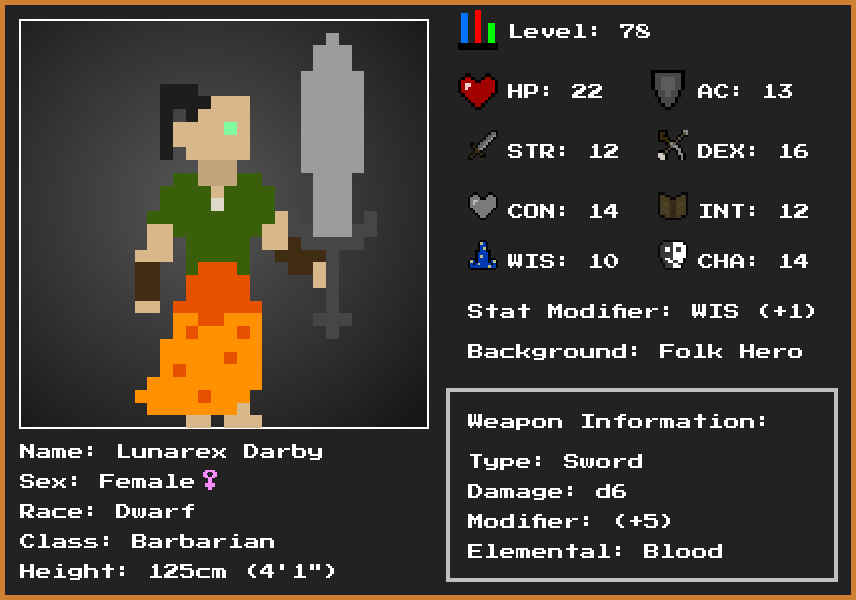 Level: 78
HP: 22 AC: 13
STR: 12 DEX: 16
CON: 14 INT: 12
WIS: 10 CHA: 14
Stat Modifier: WIS (+1)
Background: Folk Hero
Weapon Information:
Type: Sword
Damage: d6
Modifier: (+5)
Elemental: Blood
Name: Lunarex Darby
Sex: Female♀
Race: Dwarf
Class: Barbarian
Height: 125cm (4'1")